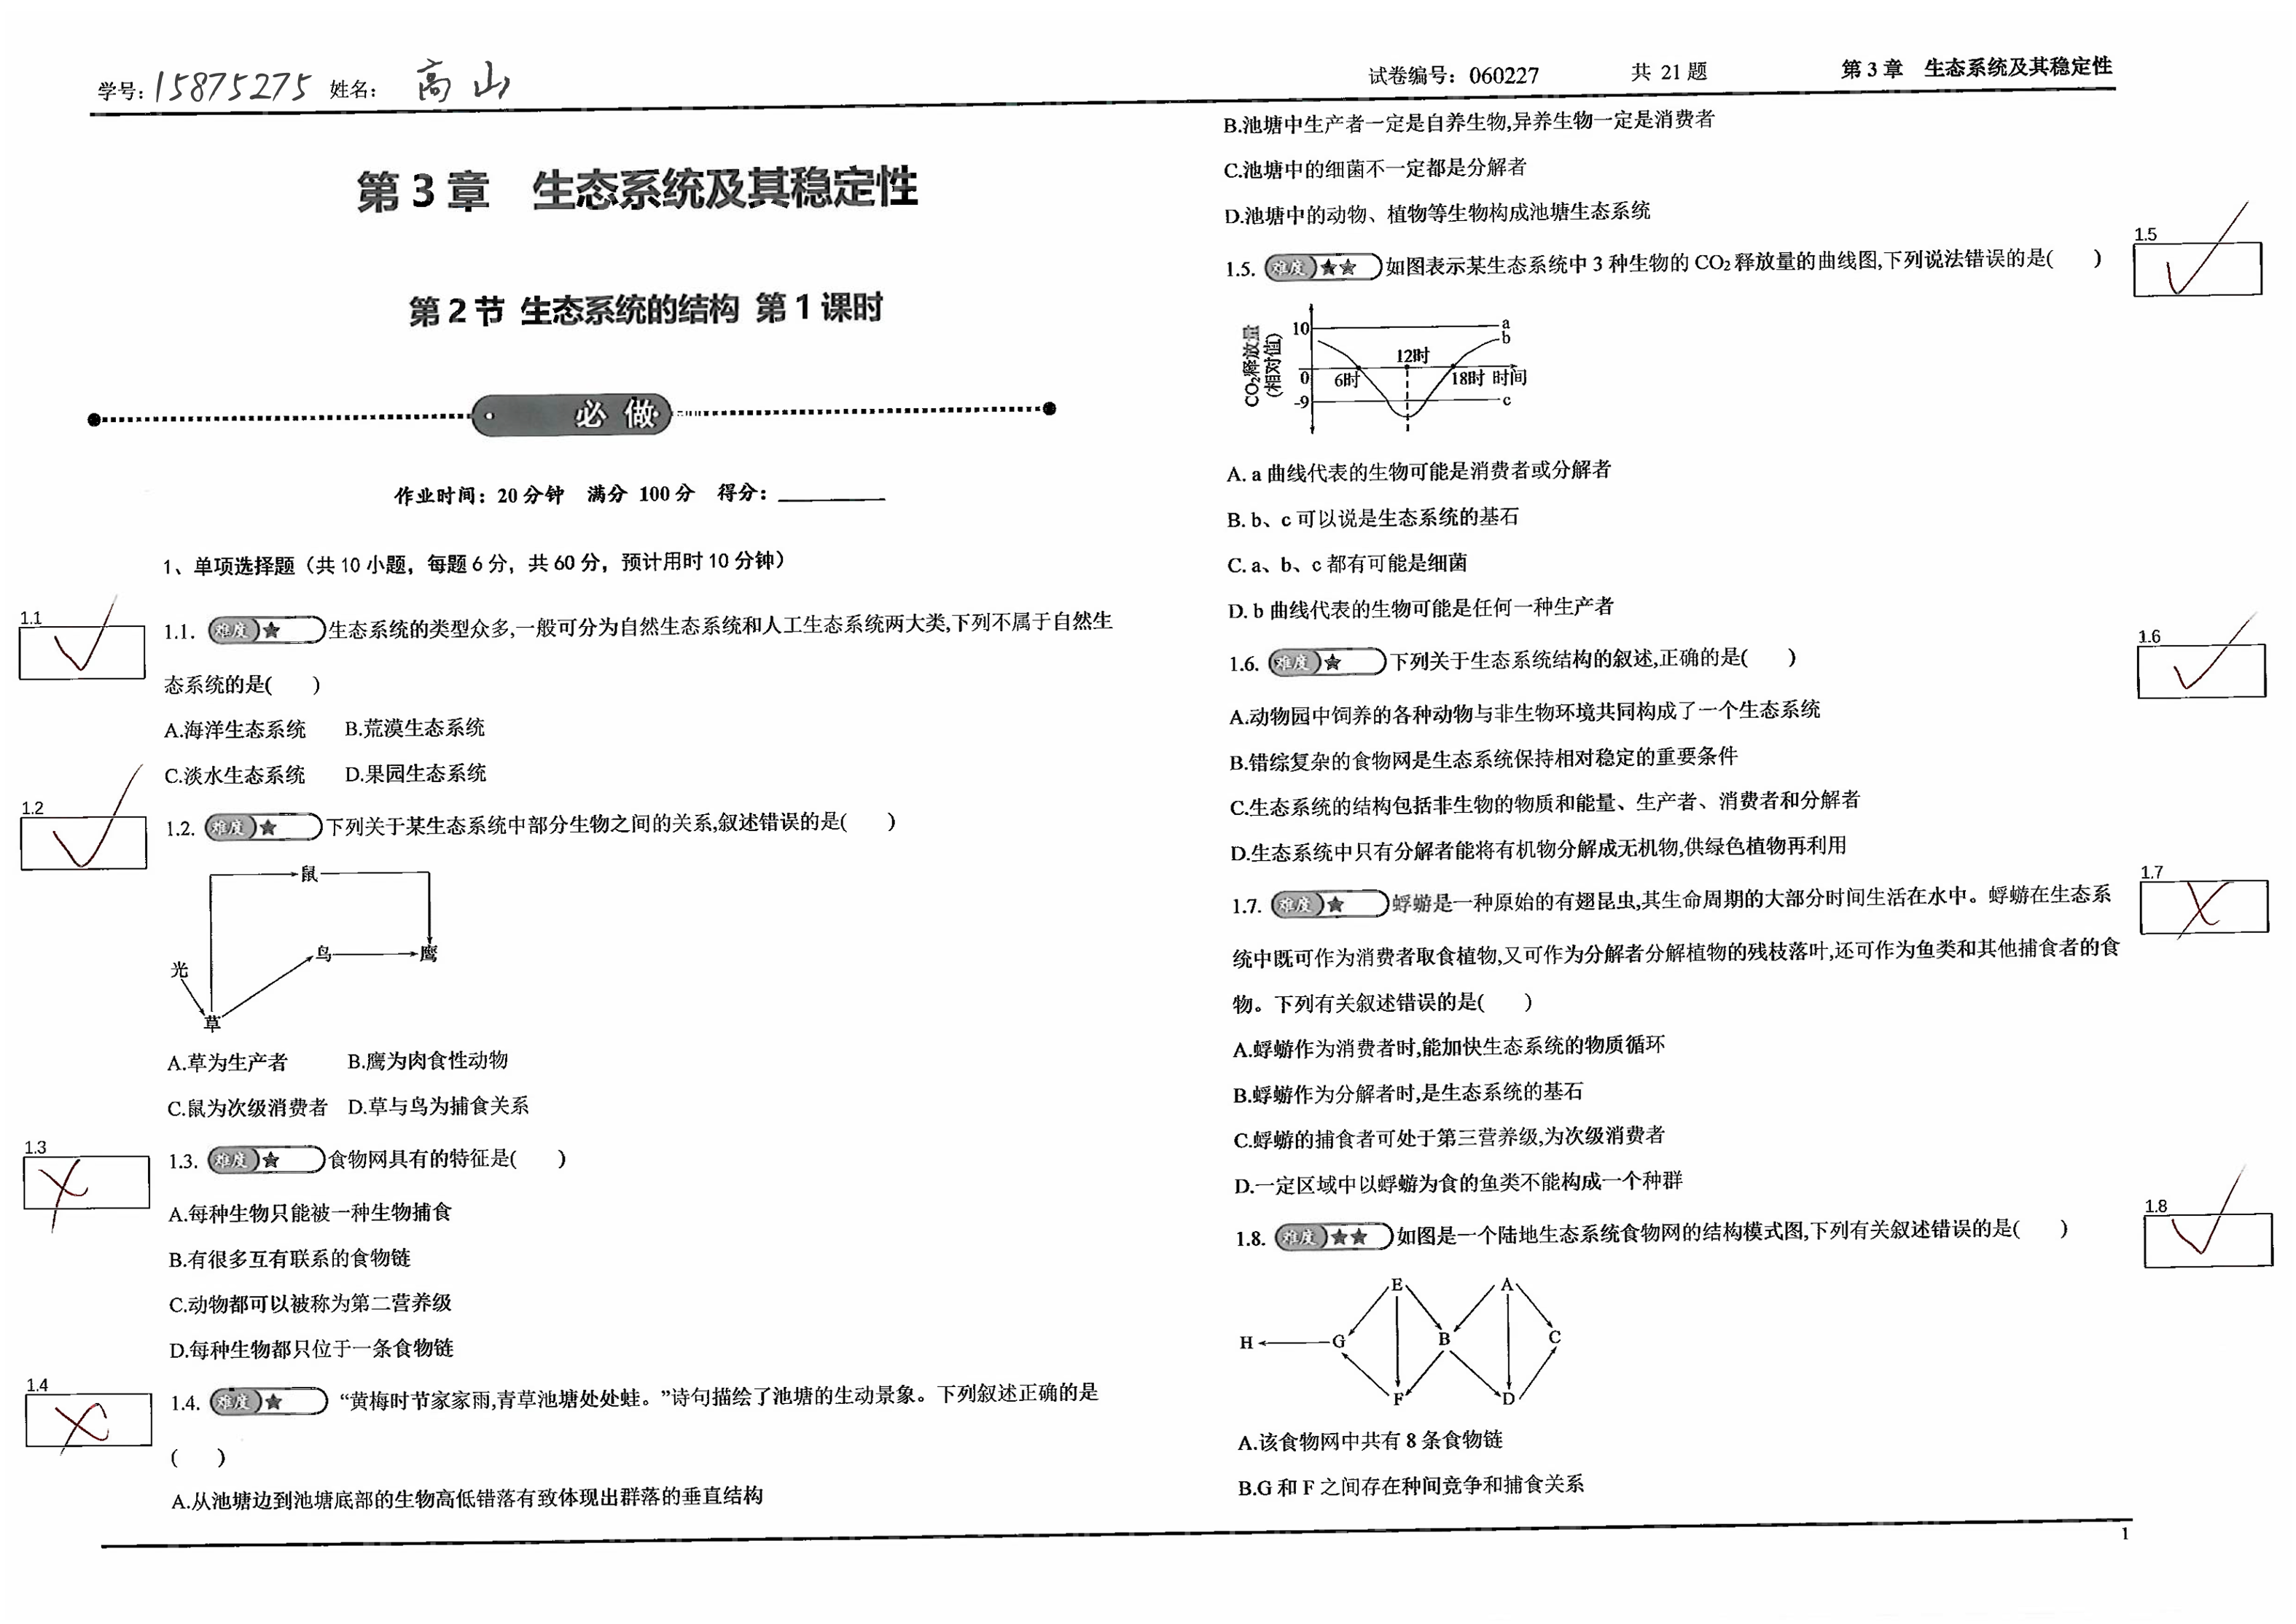 学号: 15875275 姓名: 高山
试卷编号: 060227 共 21 题 第 3 章 生态系统及其稳定性
第 3 章 生态系统及其稳定性
第 2 节 生态系统的结构 第 1 课时
必 做
作业时间: 20 分钟 满分 100 分 得分:
1、单项选择题（共 10 小题，每题 6 分，共 60 分，预计用时 10 分钟）
1.1
1.1. 难度 ★ 生态系统的类型众多,一般可分为自然生态系统和人工生态系统两大类,下列不属于自然生
态系统的是( )
A.海洋生态系统 B.荒漠生态系统
C.淡水生态系统 D.果园生态系统
1.2
1.2. 难度 ★ 下列关于某生态系统中部分生物之间的关系,叙述错误的是( )
鼠
鸟 鹰
光
草
A.草为生产者 B.鹰为肉食性动物
C.鼠为次级消费者 D.草与鸟为捕食关系
1.3
1.3. 难度 ★ 食物网具有的特征是( )
A.每种生物只能被一种生物捕食
B.有很多互有联系的食物链
C.动物都可以被称为第二营养级
D.每种生物都只位于一条食物链
1.4
1.4. 难度 ★ “黄梅时节家家雨,青草池塘处处蛙。”诗句描绘了池塘的生动景象。下列叙述正确的是
( )
A.从池塘边到池塘底部的生物高低错落有致体现出群落的垂直结构
B.池塘中生产者一定是自养生物,异养生物一定是消费者
C.池塘中的细菌不一定都是分解者
D.池塘中的动物、植物等生物构成池塘生态系统
1.5
1.5. 难度 ★★ 如图表示某生态系统中 3 种生物的 CO₂ 释放量的曲线图,下列说法错误的是( )
CO₂释放量
(相对值)
10 a
b
12时
0 6时 18时 时间
-9 c
A. a 曲线代表的生物可能是消费者或分解者
B. b、c 可以说是生态系统的基石
C. a、b、c 都有可能是细菌
D. b 曲线代表的生物可能是任何一种生产者
1.6
1.6. 难度 ★ 下列关于生态系统结构的叙述,正确的是( )
A.动物园中饲养的各种动物与非生物环境共同构成了一个生态系统
B.错综复杂的食物网是生态系统保持相对稳定的重要条件
C.生态系统的结构包括非生物的物质和能量、生产者、消费者和分解者
D.生态系统中只有分解者能将有机物分解成无机物,供绿色植物再利用
1.7
1.7. 难度 ★ 蜉蝣是一种原始的有翅昆虫,其生命周期的大部分时间生活在水中。蜉蝣在生态系
统中既可作为消费者取食植物,又可作为分解者分解植物的残枝落叶,还可作为鱼类和其他捕食者的食
物。下列有关叙述错误的是( )
A.蜉蝣作为消费者时,能加快生态系统的物质循环
B.蜉蝣作为分解者时,是生态系统的基石
C.蜉蝣的捕食者可处于第三营养级,为次级消费者
D.一定区域中以蜉蝣为食的鱼类不能构成一个种群
1.8
1.8. 难度 ★★ 如图是一个陆地生态系统食物网的结构模式图,下列有关叙述错误的是( )
E A
H G B C
F D
A.该食物网中共有 8 条食物链
B.G 和 F 之间存在种间竞争和捕食关系
1